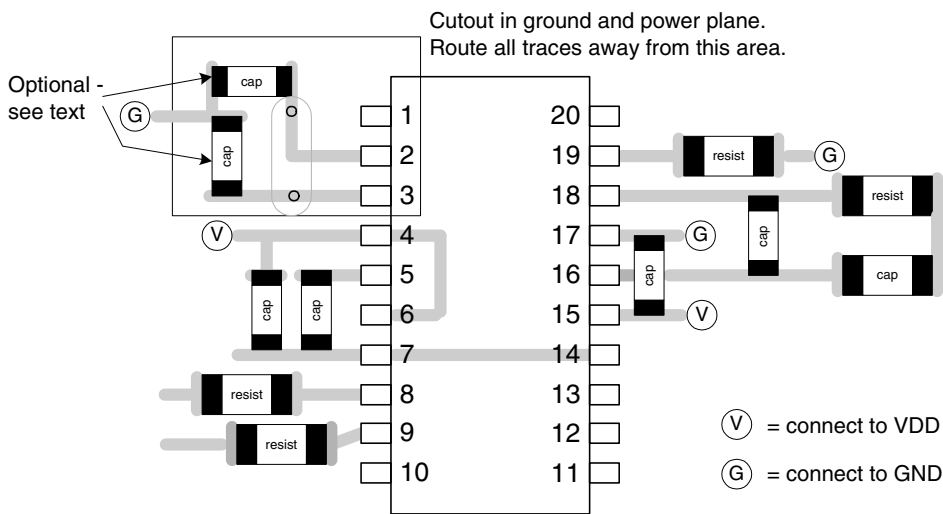 Cutout in ground and power plane.
Route all traces away from this area.
Optional -
see text
cap
G
cap
1
2
3
V
4
5
6
cap
cap
7
resist
8
resist
9
10
20
19
resist
G
18
resist
cap
17
G
16
cap
cap
15
V
14
13
12
11
V = connect to VDD
G = connect to GND